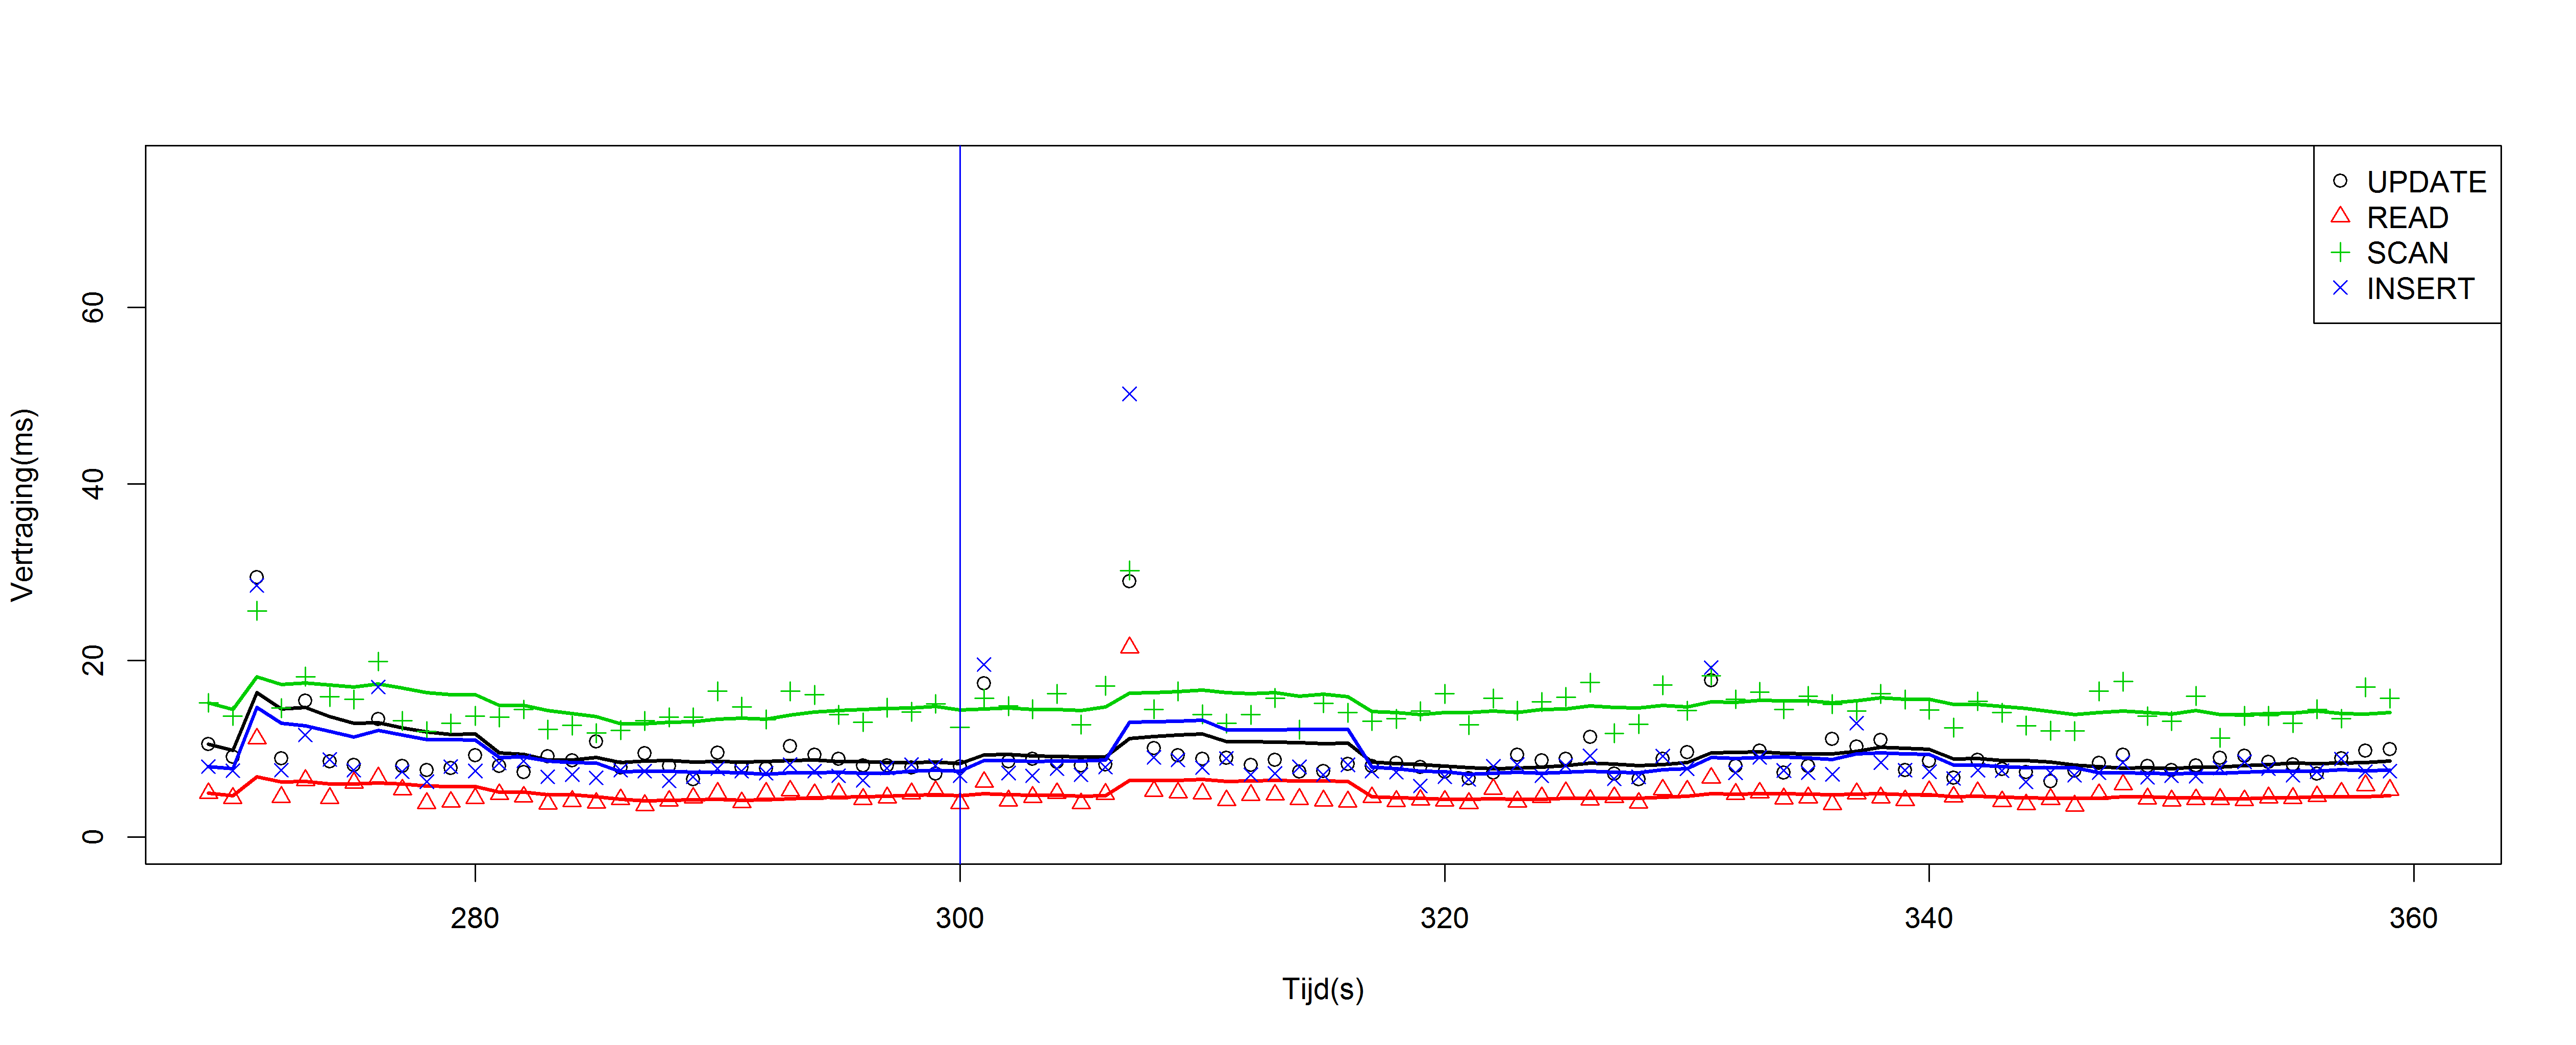 UPDATE
READ
SCAN
INSERT
60
40
20
0
Vertraging(ms)
280 300 320 340 360
Tijd(s)